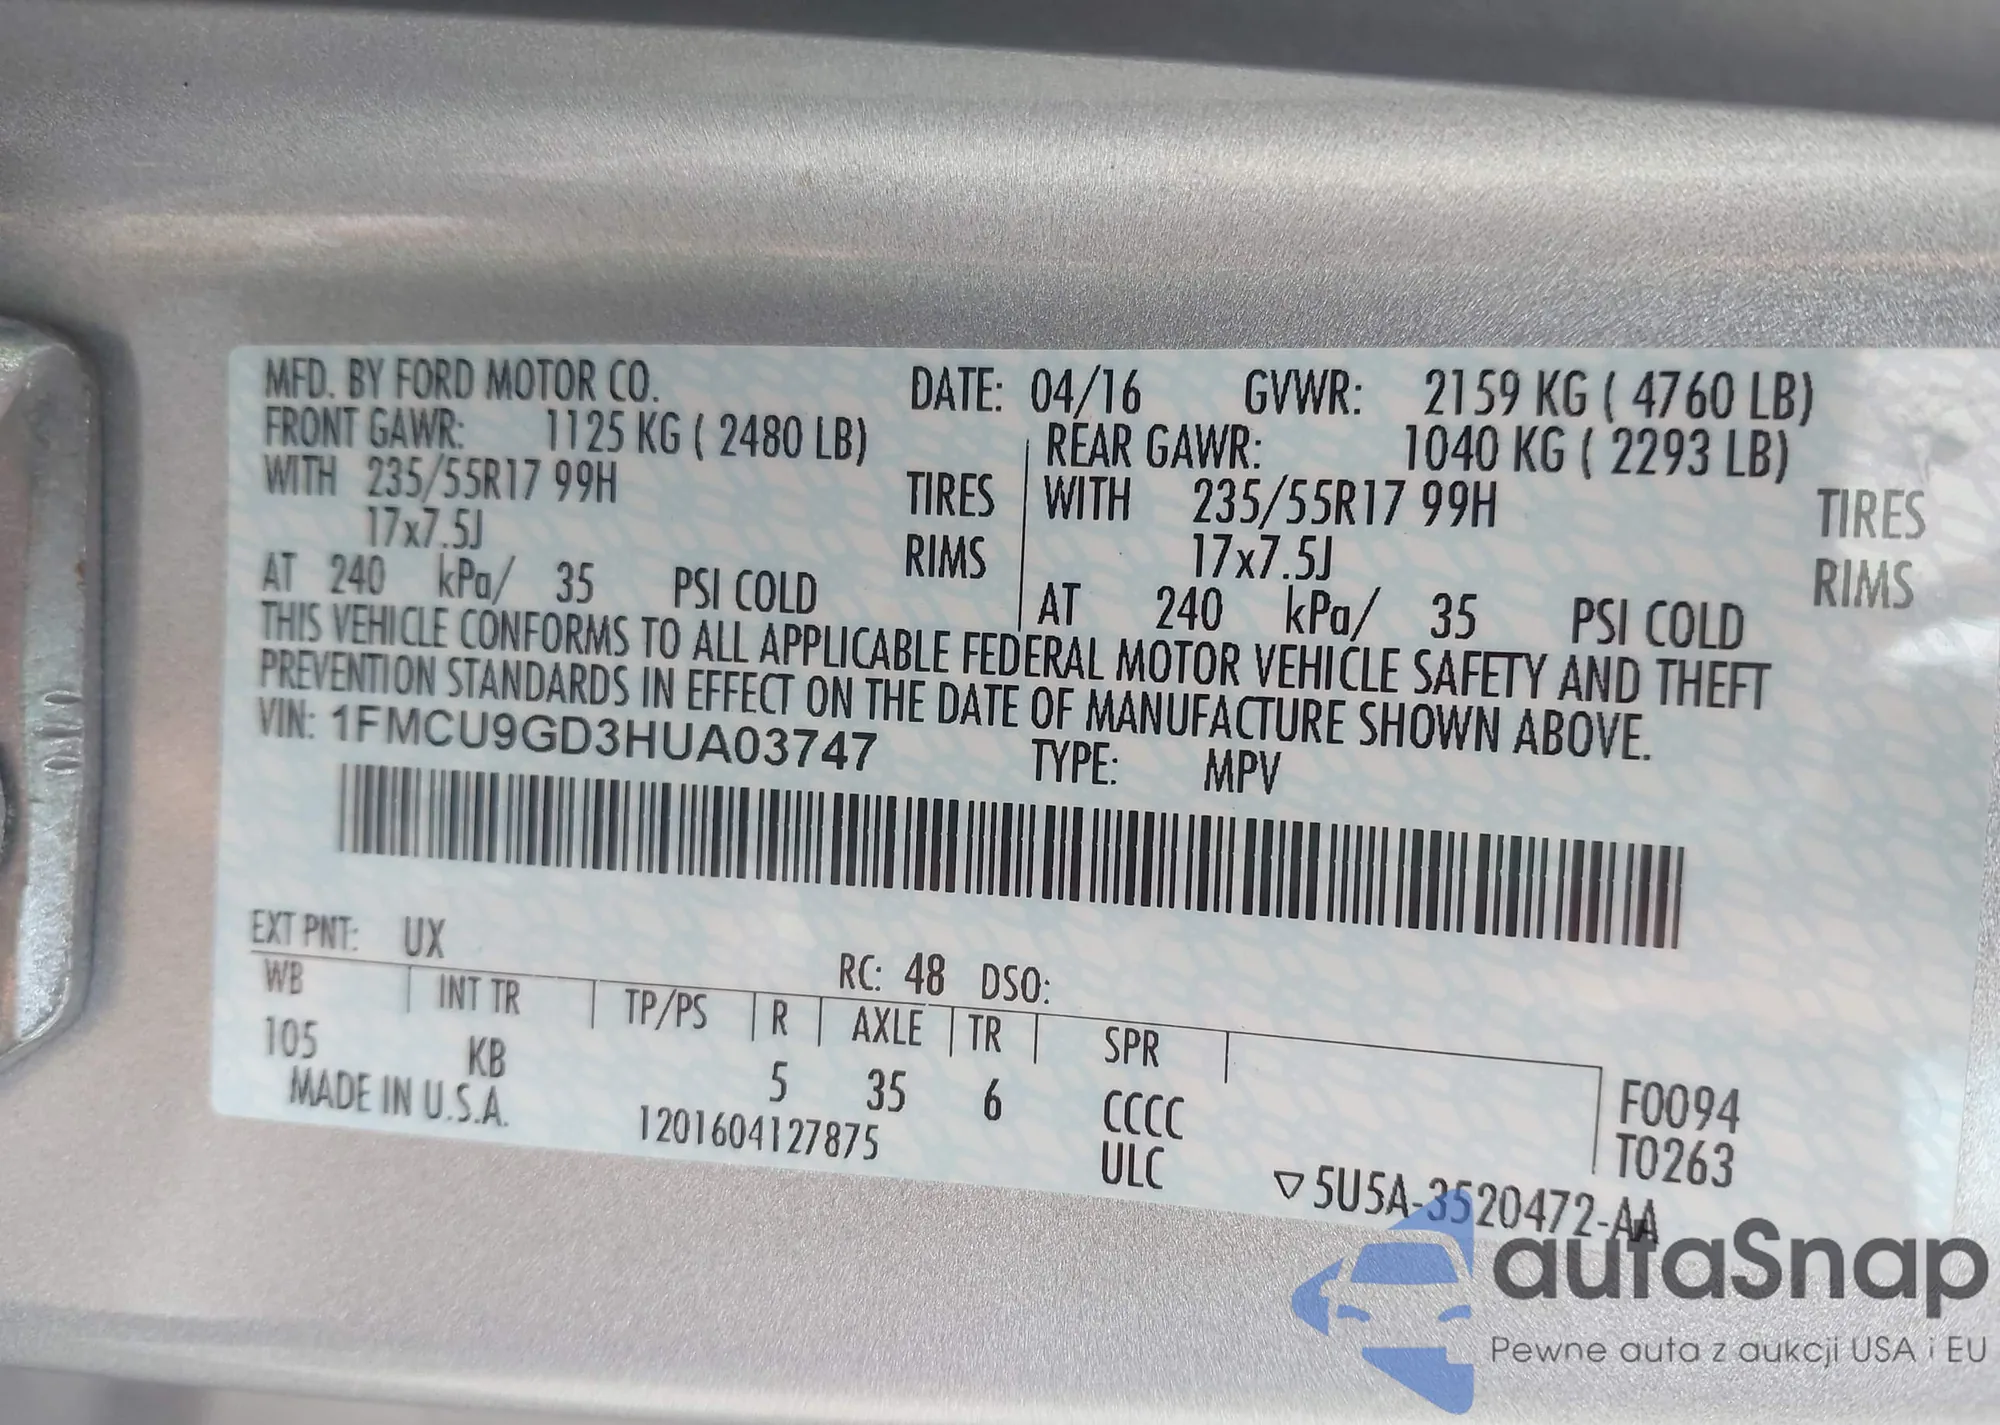 MFD. BY FORD MOTOR CO. DATE: 04/16 GVWR: 2159 KG ( 4760 LB)
FRONT GAWR: 1125 KG ( 2480 LB) REAR GAWR: 1040 KG ( 2293 LB)
WITH 235/55R17 99H TIRES WITH 235/55R17 99H TIRES
17x7.5J RIMS 17x7.5J RIMS
AT 240 kPa/ 35 PSI COLD AT 240 kPa/ 35 PSI COLD
THIS VEHICLE CONFORMS TO ALL APPLICABLE FEDERAL MOTOR VEHICLE SAFETY AND THEFT
PREVENTION STANDARDS IN EFFECT ON THE DATE OF MANUFACTURE SHOWN ABOVE.
VIN: 1FMCU9GD3HUA03747 TYPE: MPV
EXT PNT: UX RC: 48 DSO:
WB INT TR TP/PS R AXLE TR SPR
105 KB 5 35 6 CCCC F0094
MADE IN U.S.A. 1201604127875 ULC T0263
▽5U5A-3520472-AA
autaSnap
Pewne auta z aukcji USA i EU